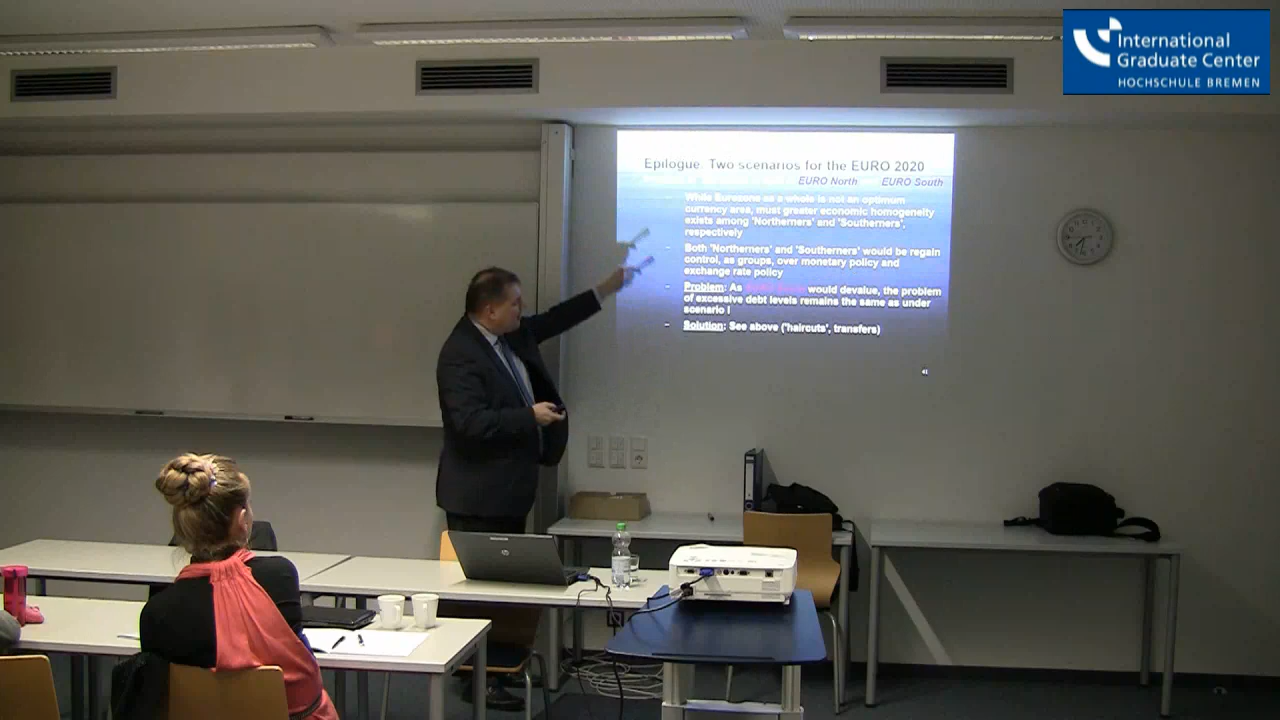 International
Graduate Center
HOCHSCHULE BREMEN
Epilogue: Two scenarios for the EURO 2020
EURO North EURO South
- While Eurozone as a whole is not an optimum
currency area, must greater economic homogeneity
exists among 'Northerners' and 'Southerners',
respectively
- Both 'Northerners' and 'Southerners' would be regain
control, as groups, over monetary policy and
exchange rate policy
- Problem: As would devalue, the problem
of excessive debt levels remains the same as under
scenario I
- Solution: See above ('haircuts', transfers)
41
hp